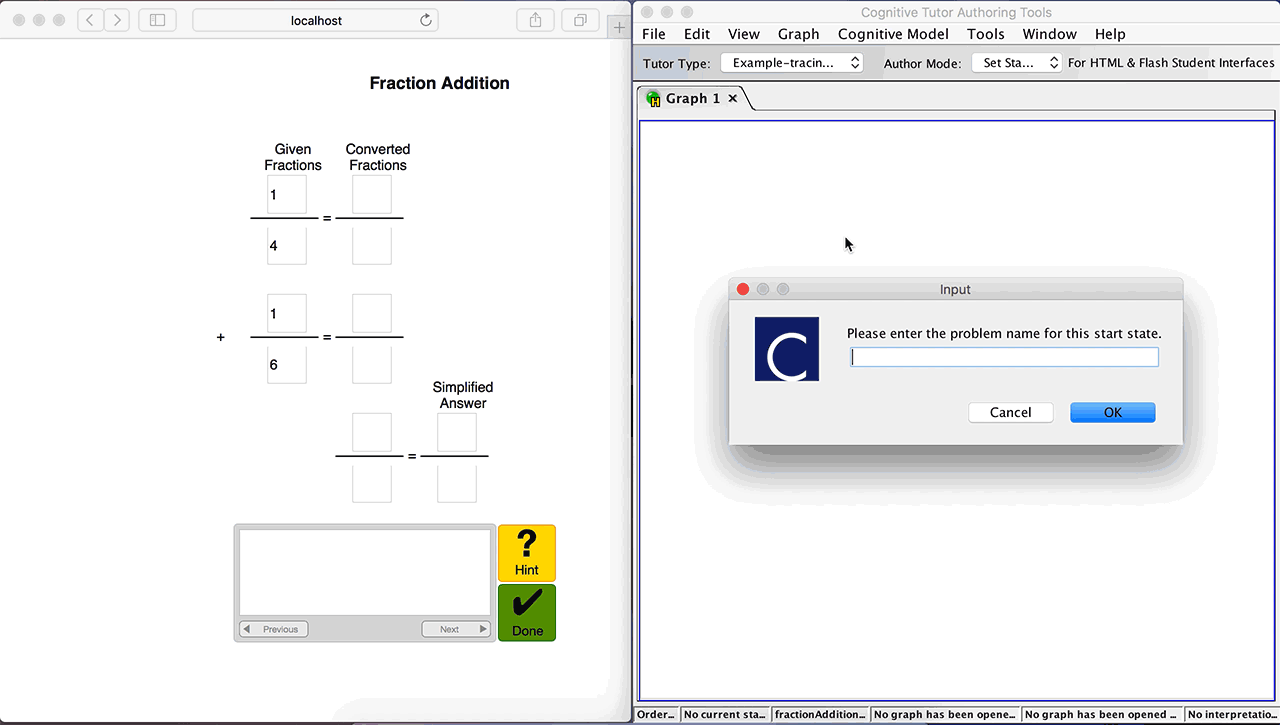 localhost
Fraction Addition
Given Fractions
Converted Fractions
1
=
4
1
+
=
6
Simplified Answer
=
?
Hint
Previous
Next
Done
Cognitive Tutor Authoring Tools
File Edit View Graph Cognitive Model Tools Window Help
Tutor Type: Example-tracin... Author Mode: Set Sta... For HTML & Flash Student Interfaces
Graph 1
Input
C
Please enter the problem name for this start state.
Cancel OK
Order... No current sta... fractionAddition... No graph has been opene... No graph has been opened ... No interpretatio...